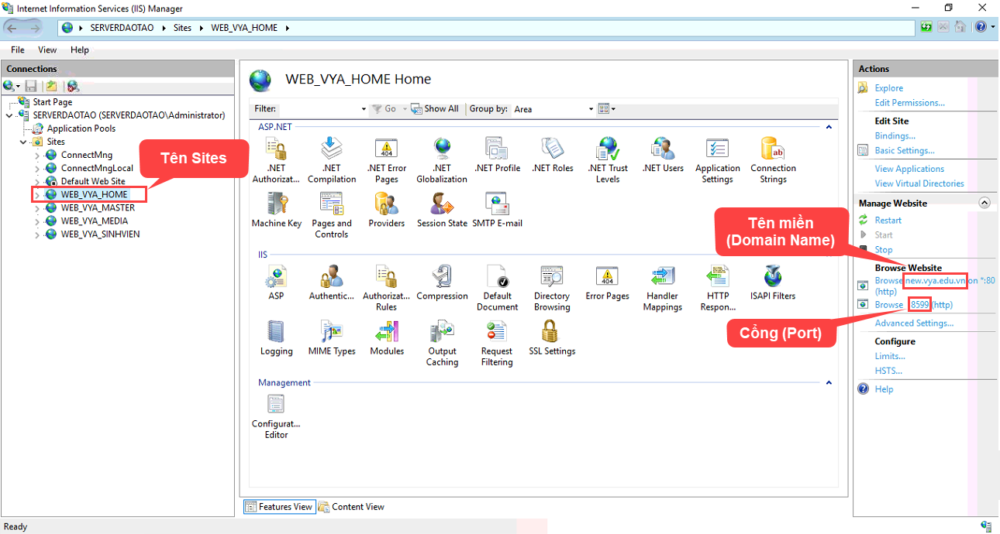 Internet Information Services (IIS) Manager
SERVERDAOTAO Sites WEB_VYA_HOME
File View Help
Connections
Start Page
SERVERDAOTAO (SERVERDAOTAO\Administrator)
Application Pools
Sites
ConnectMng
ConnectMngLocal
Default Web Site
WEB_VYA_HOME
WEB_VYA_MASTER
WEB_VYA_MEDIA
WEB_VYA_SINHVIEN
Tên Sites
WEB_VYA_HOME Home
Filter: Go Show All Group by: Area
ASP.NET
.NET Authorizat...
.NET Compilation
.NET Error Pages
.NET Globalization
.NET Profile
.NET Roles
.NET Trust Levels
.NET Users
Application Settings
Connection Strings
Machine Key
Pages and Controls
Providers
Session State
SMTP E-mail
IIS
ASP
Authentic...
Authorizat... Rules
Compression
Default Document
Directory Browsing
Error Pages
Handler Mappings
HTTP Respon...
ISAPI Filters
Logging
MIME Types
Modules
Output Caching
Request Filtering
SSL Settings
Management
Configurat... Editor
Features View Content View
Actions
Explore
Edit Permissions...
Edit Site
Bindings...
Basic Settings...
View Applications
View Virtual Directories
Manage Website
Restart
Start
Stop
Tên miền
(Domain Name)
Browse Website
Browse new.vya.edu.vn on *:80
(http)
Browse 8599 (http)
Cổng (Port)
Advanced Settings...
Configure
Limits...
HSTS...
Help
Ready